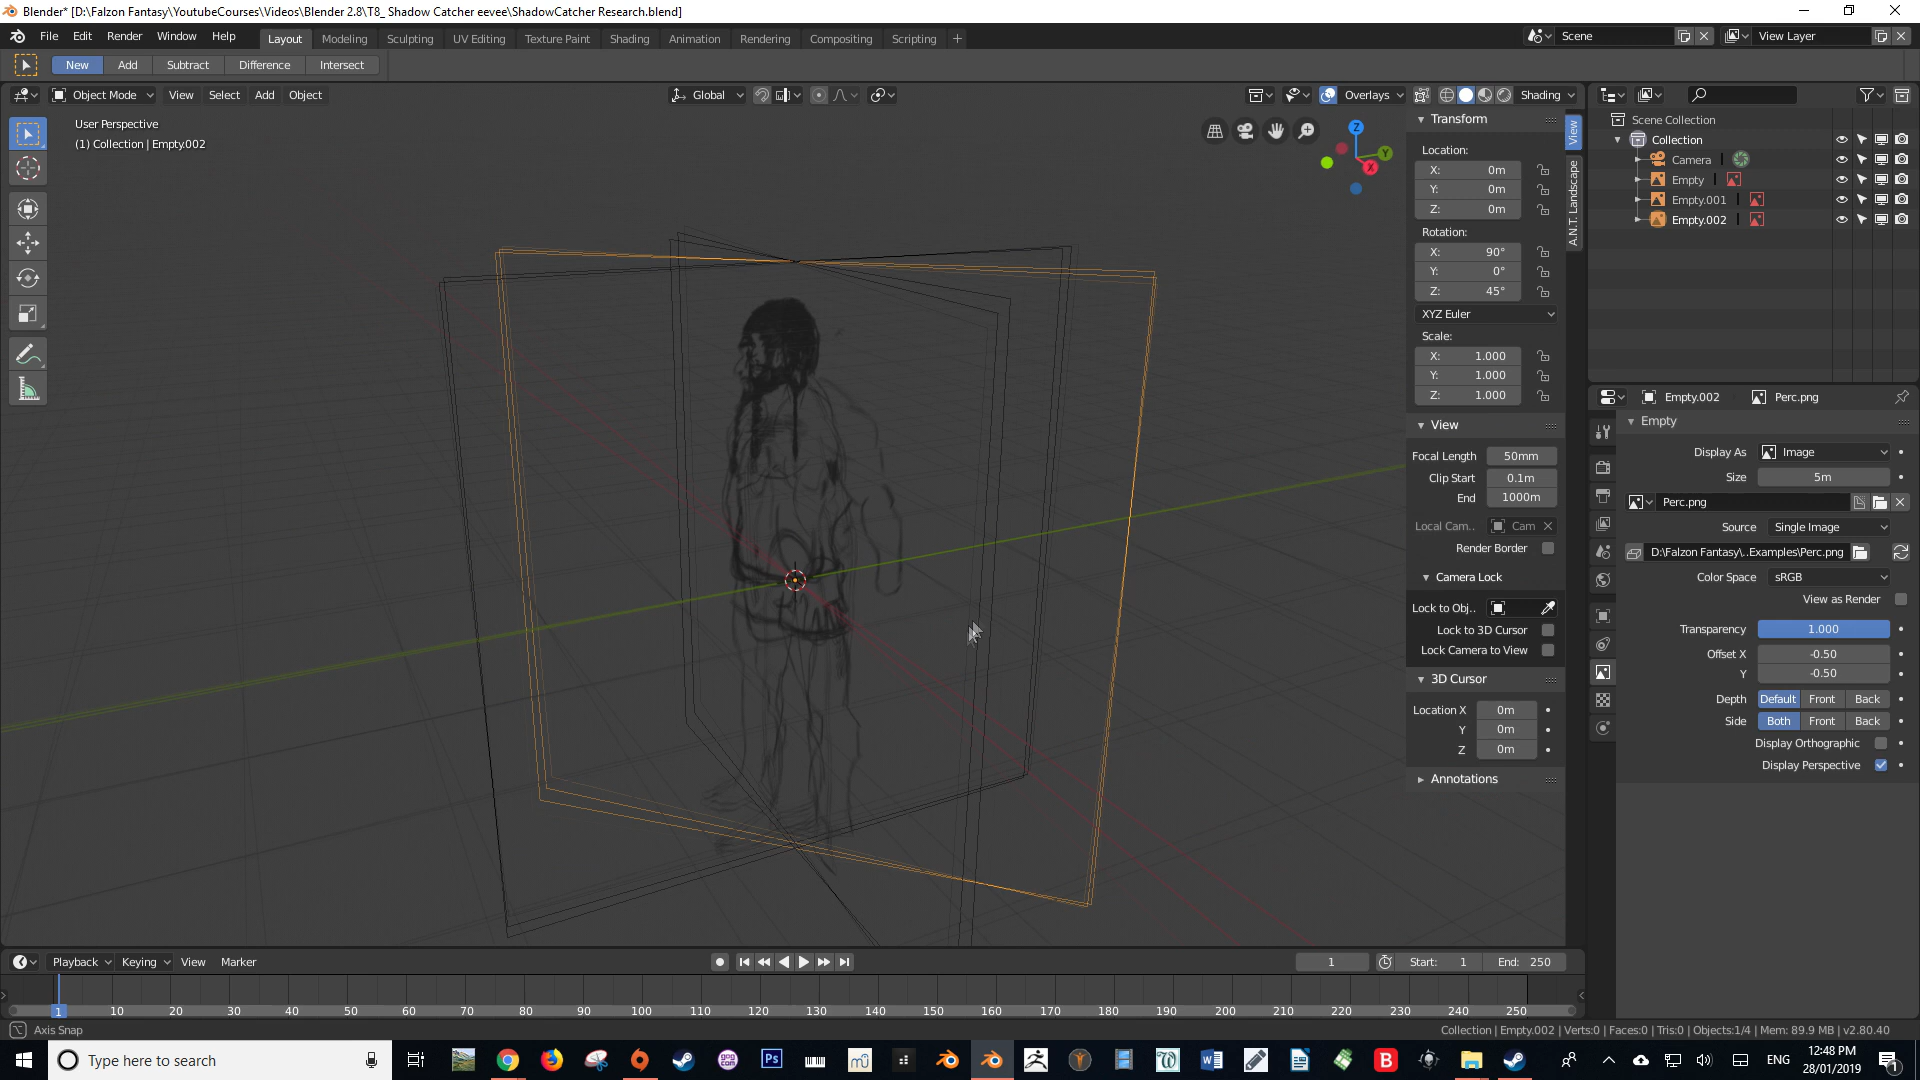 Blender* [D:\Falzon Fantasy\YoutubeCourses\Videos\Blender 2.8\T8_ Shadow Catcher eevee\ShadowCatcher Research.blend]
File Edit Render Window Help Layout Modeling Sculpting UV Editing Texture Paint Shading Animation Rendering Compositing Scripting + Scene View Layer
New Add Subtract Difference Intersect
Object Mode View Select Add Object Global Overlays Shading
User Perspective
(1) Collection | Empty.002
Z
Y
X
Transform
Location:
X: 0m
Y: 0m
Z: 0m
Rotation:
X: 90°
Y: 0°
Z: 45°
XYZ Euler
Scale:
X: 1.000
Y: 1.000
Z: 1.000
View
Focal Length 50mm
Clip Start 0.1m
End 1000m
Local Cam.. Cam
Render Border
Camera Lock
Lock to Obj..
Lock to 3D Cursor
Lock Camera to View
3D Cursor
Location X 0m
Y 0m
Z 0m
Annotations
View
A.N.T. Landscape
Scene Collection
Collection
Camera
Empty
Empty.001
Empty.002
Empty.002 Perc.png
Empty
Display As Image
Size 5m
Perc.png
Source Single Image
D:\Falzon Fantasy\..Examples\Perc.png
Color Space sRGB
View as Render
Transparency 1.000
Offset X -0.50
Y -0.50
Depth Default Front Back
Side Both Front Back
Display Orthographic
Display Perspective
Playback Keying View Marker 1 Start: 1 End: 250
1 10 20 30 40 50 60 70 80 90 100 110 120 130 140 150 160 170 180 190 200 210 220 230 240 250
Axis Snap
Collection | Empty.002 | Verts:0 | Faces:0 | Tris:0 | Objects:1/4 | Mem: 89.9 MB | v2.80.40
Type here to search
ENG
12:48 PM
28/01/2019